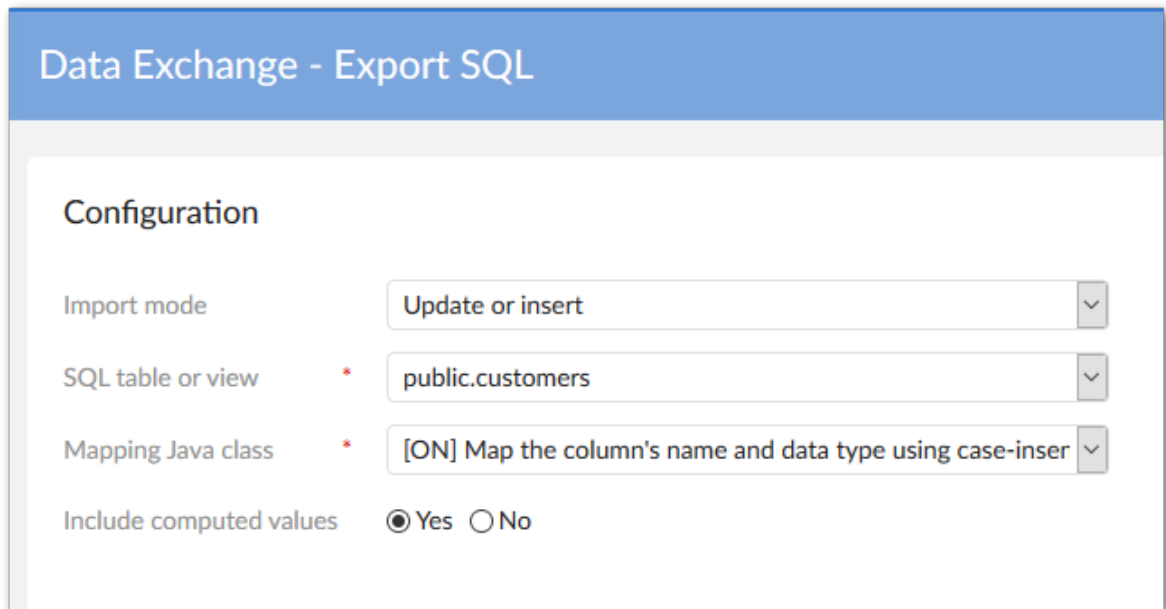 Data Exchange - Export SQL
Configuration
Import mode Update or insert
SQL table or view * public.customers
Mapping Java class * [ON] Map the column's name and data type using case-inser
Include computed values Yes No